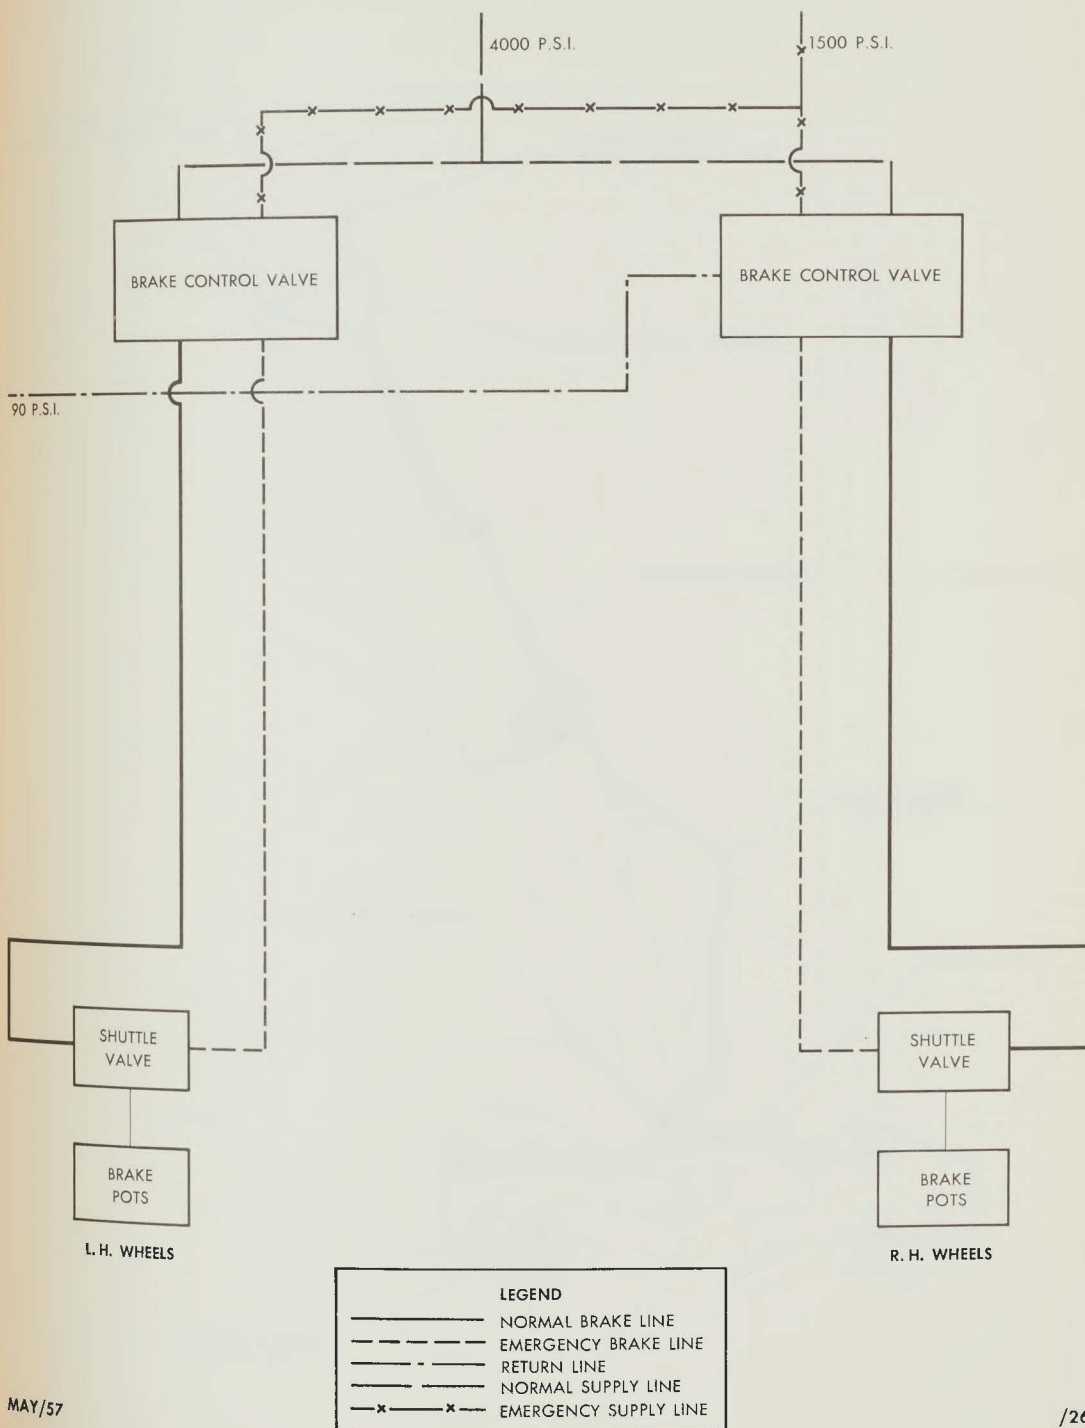 4000 P.S.I.
1500 P.S.I.
BRAKE CONTROL VALVE
BRAKE CONTROL VALVE
90 P.S.I.
SHUTTLE
VALVE
SHUTTLE
VALVE
BRAKE
POTS
BRAKE
POTS
L.H. WHEELS
R.H. WHEELS
LEGEND
NORMAL BRAKE LINE
EMERGENCY BRAKE LINE
RETURN LINE
NORMAL SUPPLY LINE
EMERGENCY SUPPLY LINE
MAY/57